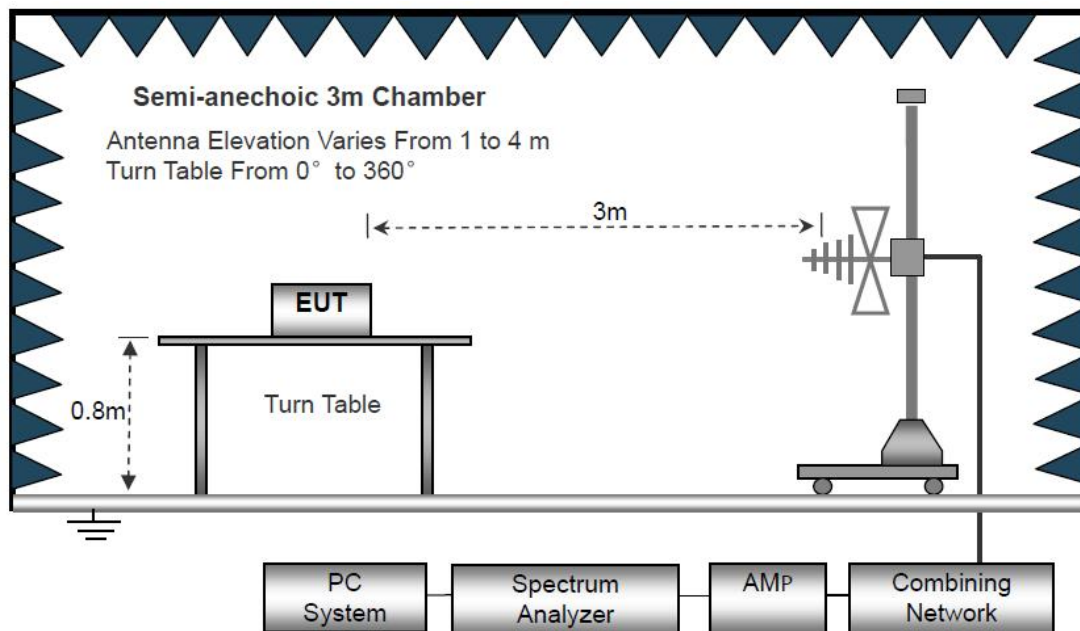 Semi-anechoic 3m Chamber
Antenna Elevation Varies From 1 to 4 m
Turn Table From 0° to 360°
3m
EUT
0.8m
Turn Table
PC
System
Spectrum
Analyzer
AMP
Combining
Network